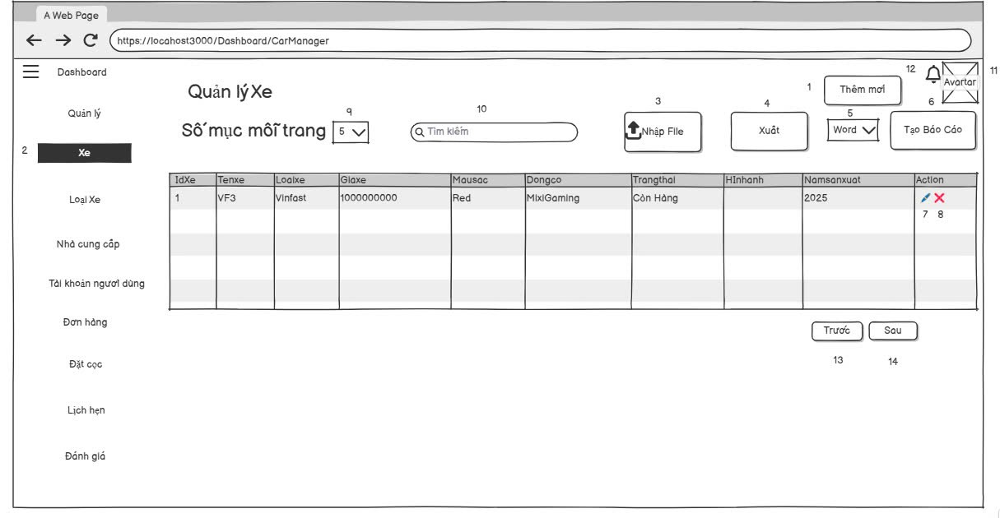 A Web Page
https://locahost3000/Dashboard/CarManager
Dashboard
12
11
Avartar
Quản lý Xe
1
Thêm mới
Quản lý
9
10
3
4
5
6
Số mục mỗi trang
5
Tìm kiếm
Nhập File
Xuất
Word
Tạo Báo Cáo
2
Xe
IdXe Tenxe Loaixe Giaxe Mausac Dongco Trangthai Hinhanh Namsanxuat Action
1 VF3 Vinfast 1000000000 Red MixiGaming Còn Hàng 2025
7 8
Loại Xe
Nhà cung cấp
Tài khoản người dùng
Đơn hàng
Trước
Sau
13
14
Đặt cọc
Lịch hẹn
Đánh giá